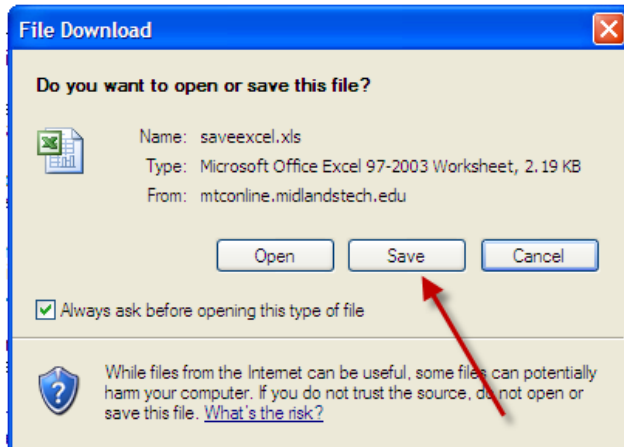 File Download
Do you want to open or save this file?
Name: saveexcel.xls
Type: Microsoft Office Excel 97-2003 Worksheet, 2.19 KB
From: mtconline.midlandstech.edu
Open Save Cancel
Always ask before opening this type of file
While files from the Internet can be useful, some files can potentially
harm your computer. If you do not trust the source, do not open or
save this file. What's the risk?